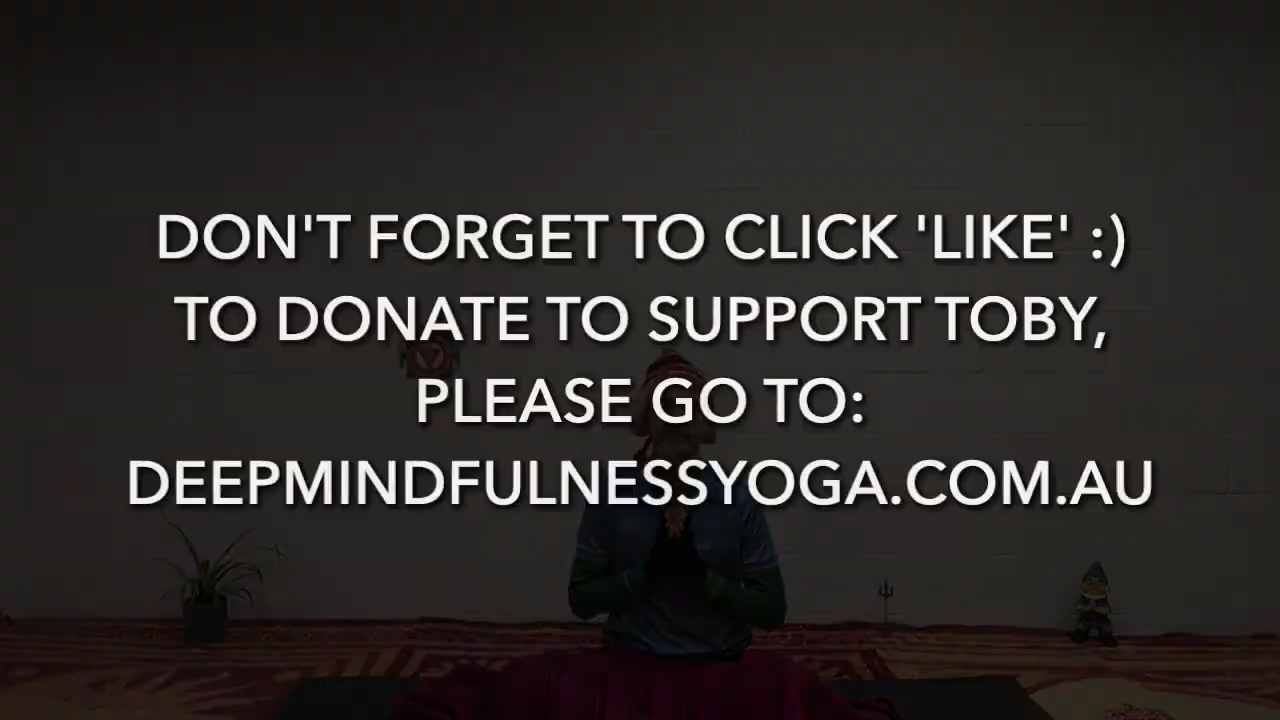 DON'T FORGET TO CLICK 'LIKE' :)
TO DONATE TO SUPPORT TOBY,
PLEASE GO TO:
DEEPMINDFULNESSYOGA.COM.AU